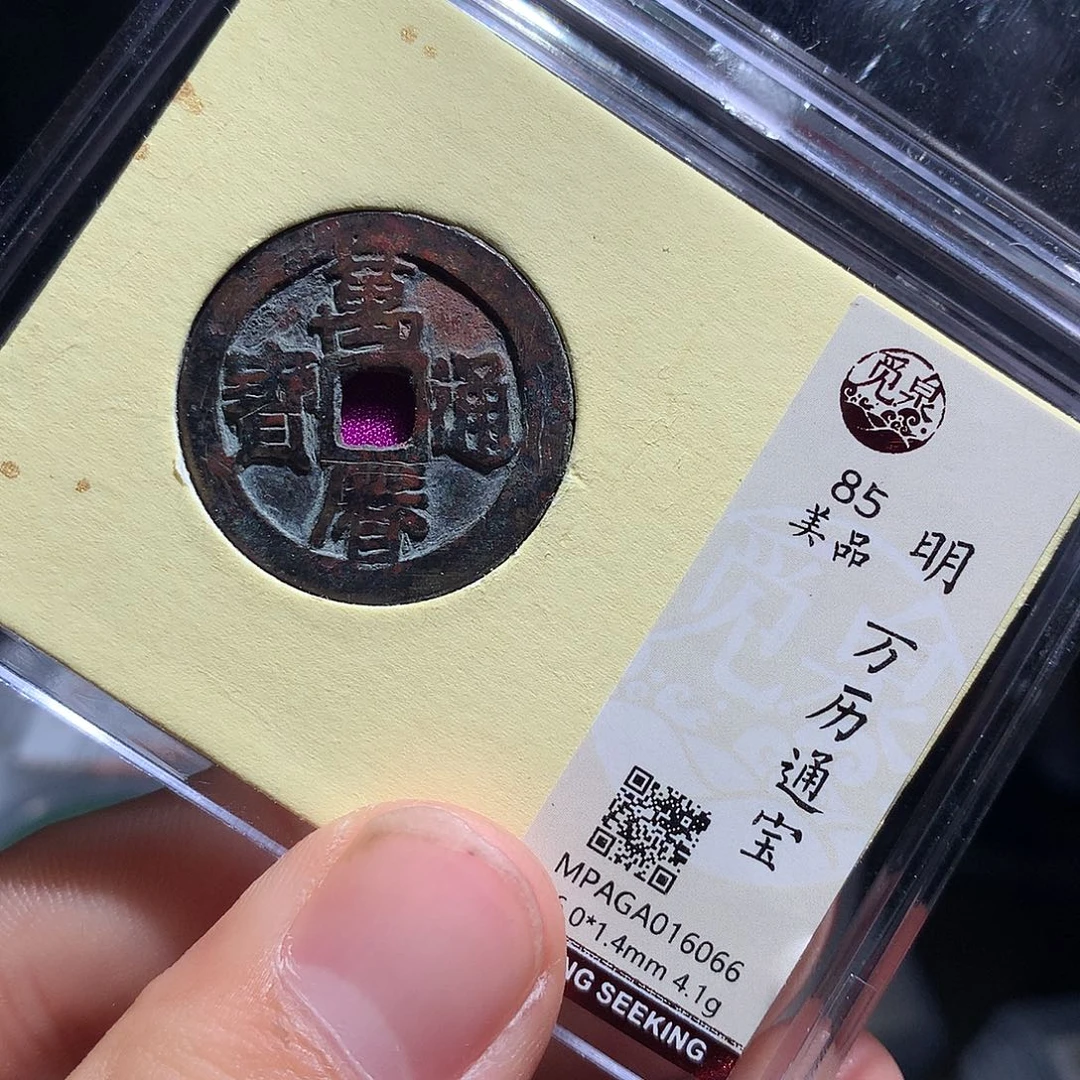 萬曆通寶
觅泉
85
美品
明
万历通宝
MPAGA016066
.0*1.4mm 4.1g
NG SEEKING